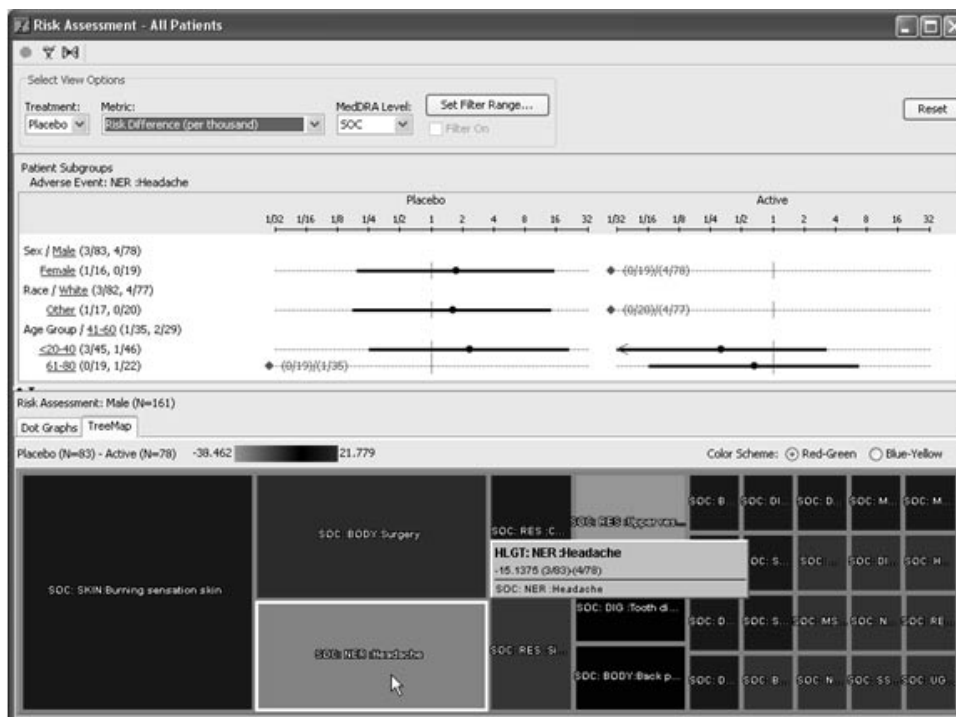 Risk Assessment - All Patients
Select View Options
Treatment: Metric: MedDRA Level: Set Filter Range...
Placebo Risk Difference (per thousand) SOC Filter On Reset
Patient Subgroups
Adverse Event: NER :Headache
Placebo Active
1/32 1/16 1/8 1/4 1/2 1 2 4 8 16 32 1/32 1/16 1/8 1/4 1/2 1 2 4 8 16 32
Sex / Male (3/83, 4/78)
Female (1/16, 0/19) (0/19)/(4/78)
Race / White (3/82, 4/77)
Other (1/17, 0/20) (0/20)/(4/77)
Age Group / 41-60 (1/35, 2/29)
<20-40 (3/45, 1/46)
61-80 (0/19, 1/22) (0/19)/(1/35)
Risk Assessment: Male (N=161)
Dot Graphs TreeMap
Placebo (N=83) - Active (N=78) -38.462 21.779 Color Scheme: Red-Green Blue-Yellow
SOC: B... SOC: DI... SOC: D... SOC: M... SOC: M...
SOC: RES :Upper res...
SOC: BODY:Surgery SOC: RES :C...
HLGT: NER :Headache
-15.1375 (3/83)-(4/78)
SOC: NER :Headache
SOC: S... SOC: ... SOC: DI... SOC: H...
SOC: SKIN:Burning sensation skin
SOC: DIG :Tooth di...
SOC: D... SOC: S... SOC: MS... SOC: N... SOC: RE...
SOC: NER :Headache SOC: RES :Si...
SOC: BODY:Back p... SOC: D... SOC: B... SOC: N... SOC: SS... SOC: UG...